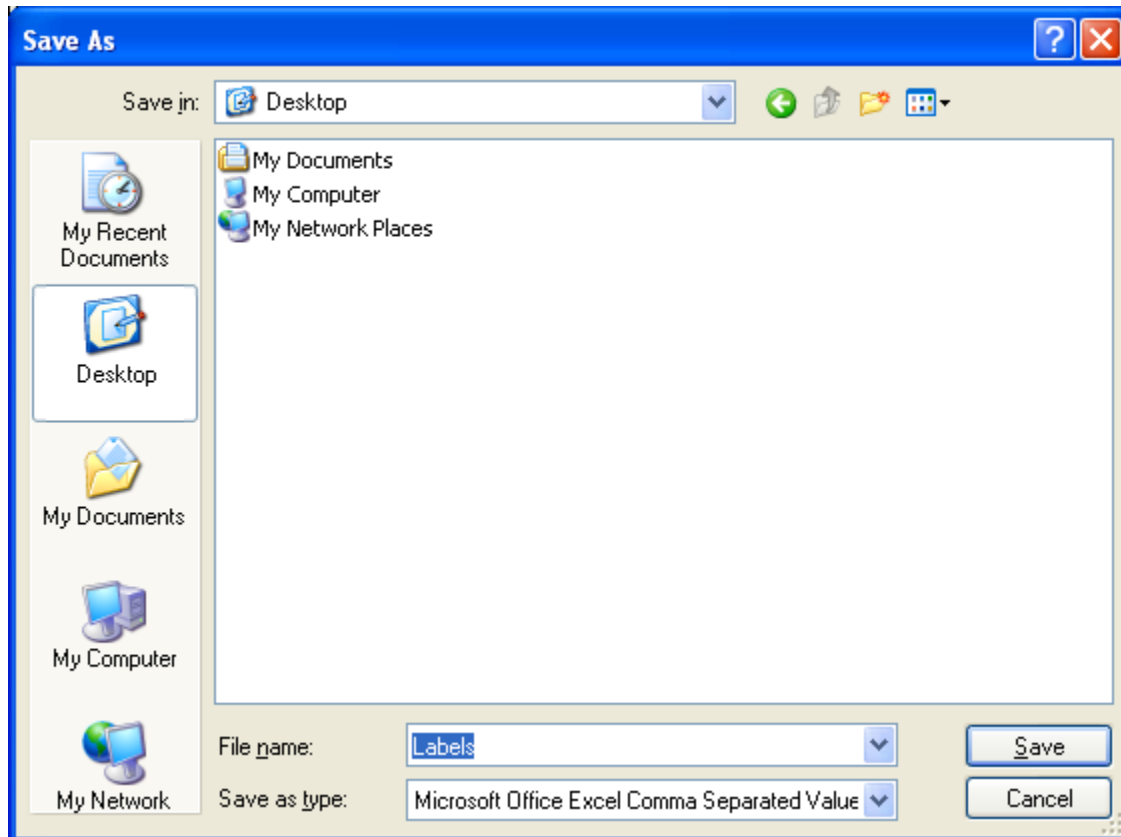 Save As
?
Save in:
Desktop
My Documents
My Computer
My Network Places
My Recent
Documents
Desktop
My Documents
My Computer
My Network
File name:
Labels
Save
Save as type:
Microsoft Office Excel Comma Separated Value
Cancel